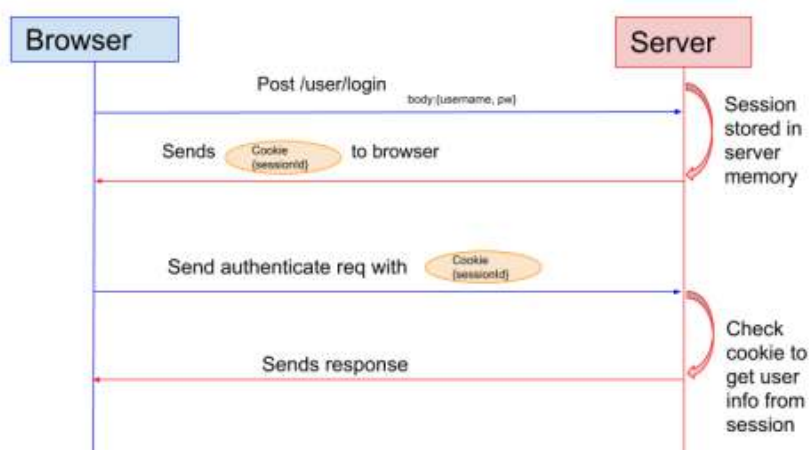 Browser
Server
Post /user/login
body:{username, pw}
Session
stored in
server
memory
Sends Cookie to browser
{sessionId}
Send authenticate req with Cookie
{sessionId}
Check
cookie to
get user
info from
session
Sends response